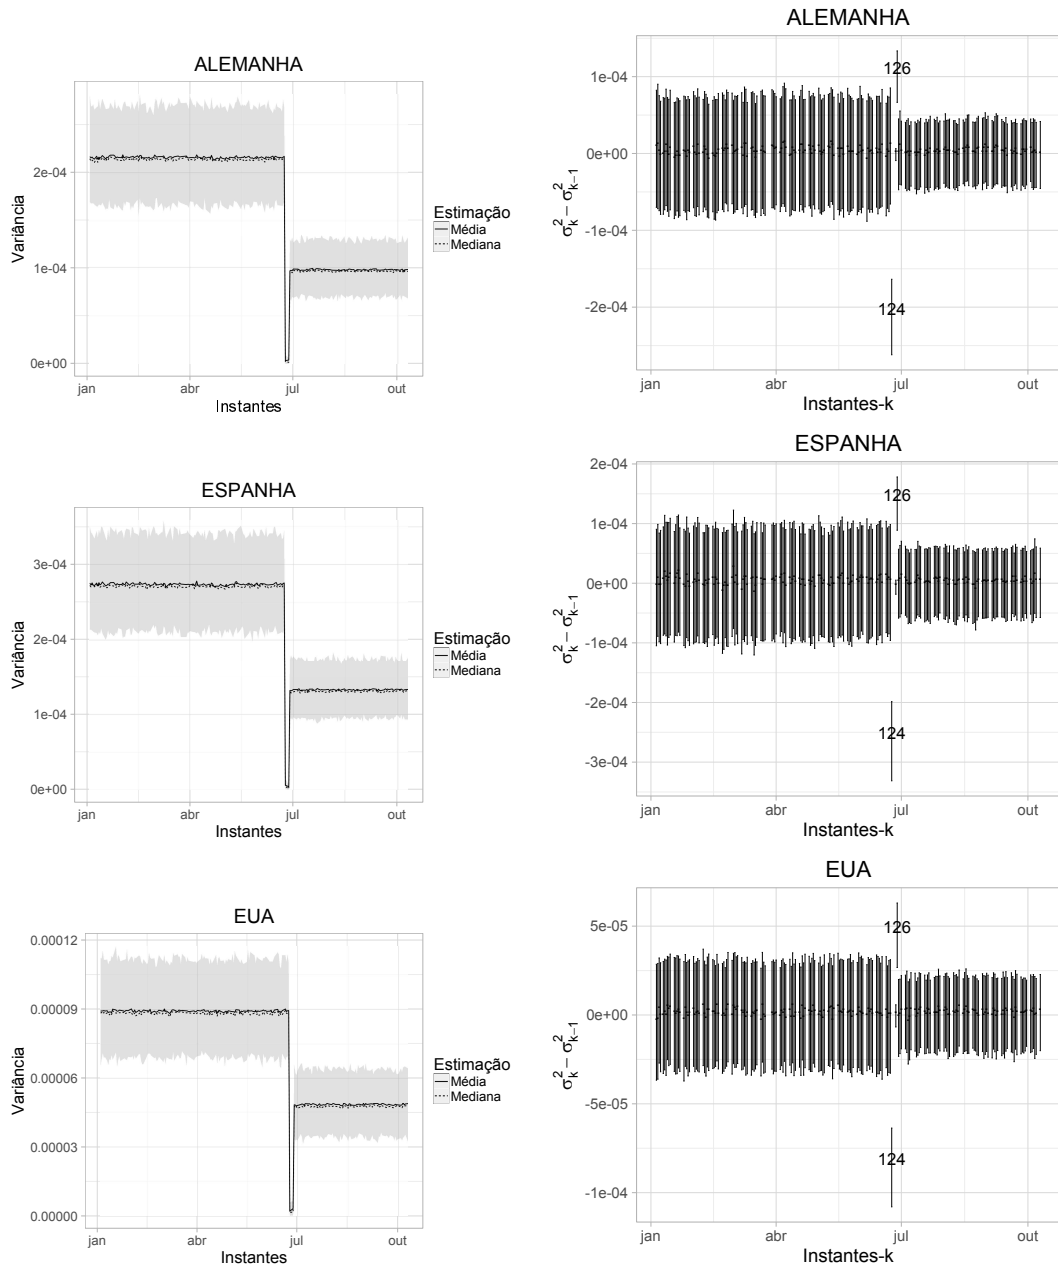 ALEMANHA
Variância
2e-04
1e-04
0e+00
jan abr jul out
Instantes
Estimação
Média
Mediana
ALEMANHA
σ²ₖ − σ²ₖ₋₁
1e-04
0e+00
-1e-04
-2e-04
126
124
jan abr jul out
Instantes-k
ESPANHA
Variância
3e-04
2e-04
1e-04
0e+00
jan abr jul out
Instantes
Estimação
Média
Mediana
ESPANHA
σ²ₖ − σ²ₖ₋₁
2e-04
1e-04
0e+00
-1e-04
-2e-04
-3e-04
126
124
jan abr jul out
Instantes-k
EUA
Variância
0.00012
0.00009
0.00006
0.00003
0.00000
jan abr jul out
Instantes
Estimação
Média
Mediana
EUA
σ²ₖ − σ²ₖ₋₁
5e-05
0e+00
-5e-05
-1e-04
126
124
jan abr jul out
Instantes-k